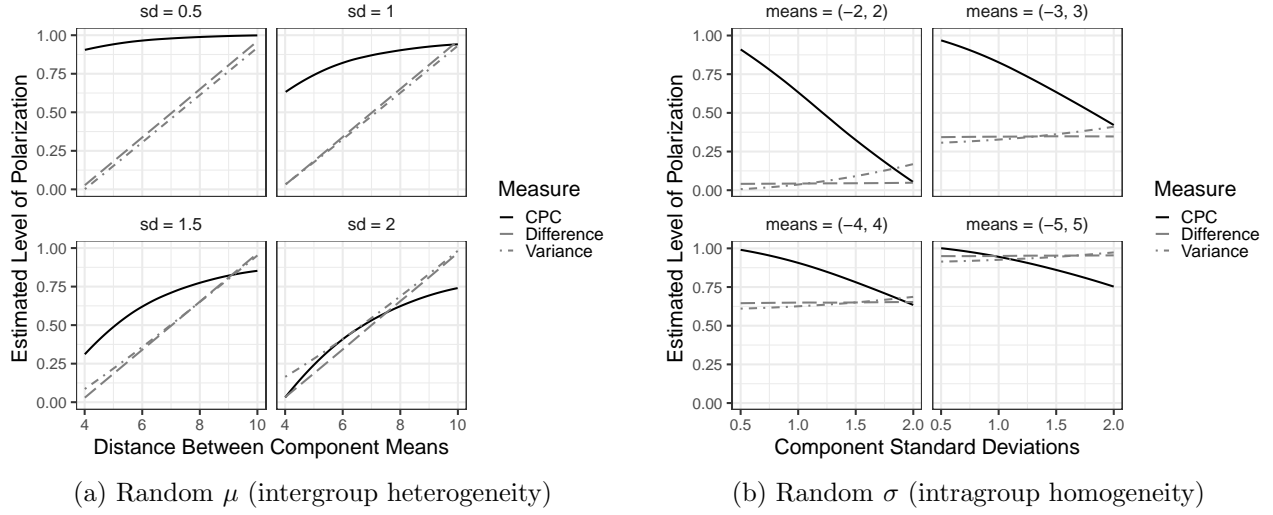 sd = 0.5
sd = 1
1.00
0.75
0.50
0.25
0.00
sd = 1.5
sd = 2
1.00
0.75
0.50
0.25
0.00
4
6
8
10
4
6
8
10
Estimated Level of Polarization
Distance Between Component Means
Measure
CPC
Difference
Variance
(a) Random μ (intergroup heterogeneity)
means = (−2, 2)
means = (−3, 3)
1.00
0.75
0.50
0.25
0.00
means = (−4, 4)
means = (−5, 5)
1.00
0.75
0.50
0.25
0.00
0.5
1.0
1.5
2.0
0.5
1.0
1.5
2.0
Estimated Level of Polarization
Component Standard Deviations
Measure
CPC
Difference
Variance
(b) Random σ (intragroup homogeneity)